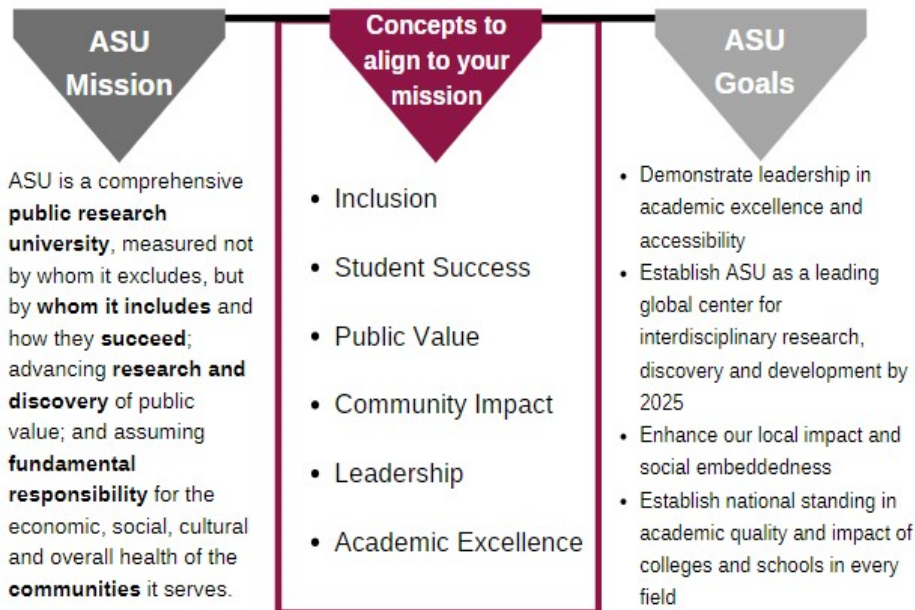 ASU
Mission
ASU is a comprehensive
public research
university, measured not
by whom it excludes, but
by whom it includes and
how they succeed;
advancing research and
discovery of public
value; and assuming
fundamental
responsibility for the
economic, social, cultural
and overall health of the
communities it serves.
Concepts to
align to your
mission
• Inclusion
• Student Success
• Public Value
• Community Impact
• Leadership
• Academic Excellence
ASU
Goals
• Demonstrate leadership in
academic excellence and
accessibility
• Establish ASU as a leading
global center for
interdisciplinary research,
discovery and development by
2025
• Enhance our local impact and
social embeddedness
• Establish national standing in
academic quality and impact of
colleges and schools in every
field